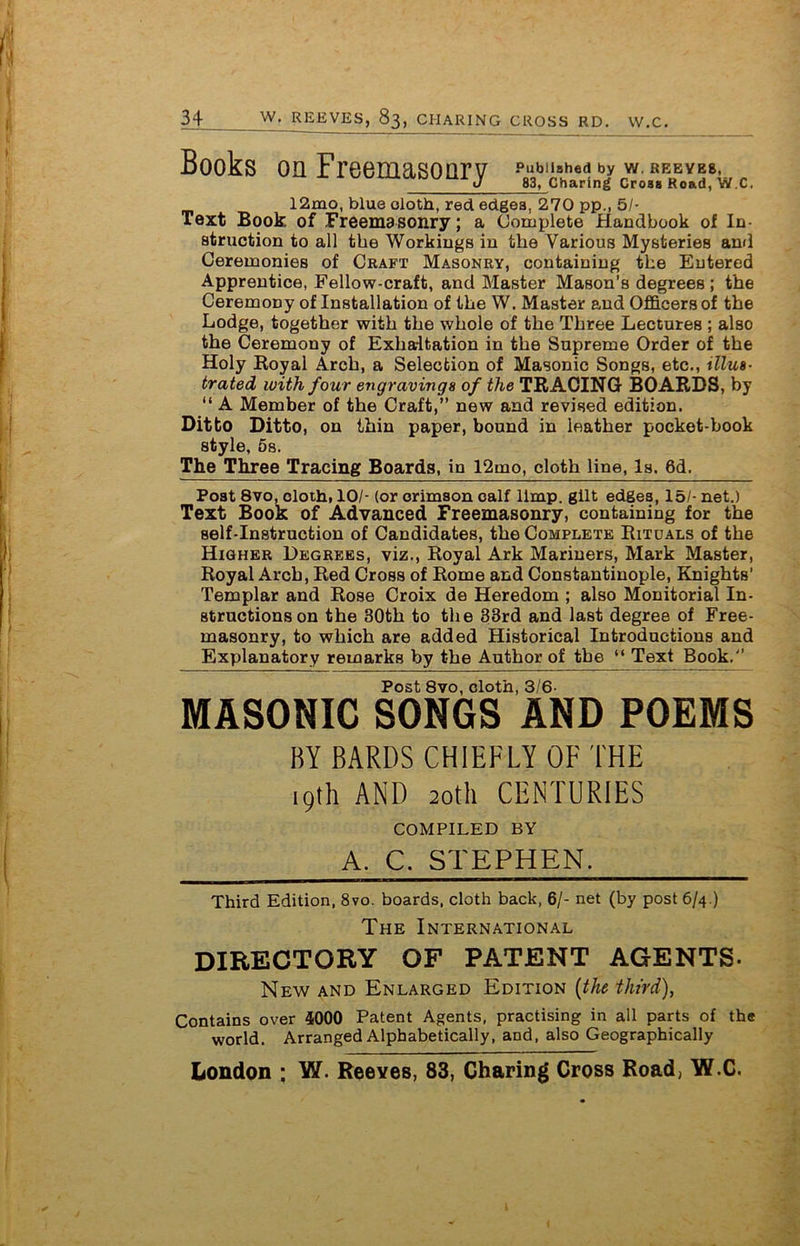 34 W. REEVES, 83, CHARING CROSS RD. W.C.
Books on Freemasonry Published by W. REEVES,
83, Charing Cross Road, W.C.
12mo, blue cloth, red edges, 270 pp., 5/-
Text Book of Freemasonry; a Complete Handbook of In-
struction to all the Workings in the Various Mysteries and
Ceremonies of CRAFT MASONRY, containing the Entered
Apprentice, Fellow-craft, and Master Mason's degrees; the
Ceremony of Installation of the W. Master and Officers of the
Lodge, together with the whole of the Three Lectures; also
the Ceremony of Exhaltation in the Supreme Order of the
Holy Royal Arch, a Selection of Masonic Songs, etc., illus-
trated with four engravings of the TRACING BOARDS, by
“A Member of the Craft,” new and revised edition.
Ditto Ditto, on thin paper, bound in leather pocket-book
style, 5s.
The Three Tracing Boards, in 12mo, cloth line, 1s. 6d.
Post 8vo, cloth, 10/- (or crimson calf limp. gilt edges, 15/- net.)
Text Book of Advanced Freemasonry, containing for the
self-Instruction of Candidates, the COMPLETE RITUALS of the
HIGHER DEGREES, viz., Royal Ark Mariners, Mark Master,
Royal Arch, Red Cross of Rome and Constantinople, Knights'
Templar and Rose Croix de Heredom; also Monitorial In-
structions on the 30th to the 33rd and last degree of Free-
masonry, to which are added Historical Introductions and
Explanatory remarks by the Author of the “Text Book.”
Post 8vo, cloth, 3/6.
MASONIC SONGS AND POEMS
BY BARDS CHIEFLY OF THE
19th AND 20th CENTURIES
COMPILED BY
A. C. STEPHEN.
Third Edition, 8vo. boards, cloth back, 6/- net (by post 6/4.)
THE INTERNATIONAL
DIRECTORY OF PATENT AGENTS.
NEW AND ENLARGED EDITION (the third),
Contains over 4000 Patent Agents, practising in all parts of the
world. Arranged Alphabetically, and, also Geographically
London ; W. Reeves, 83, Charing Cross Road, W.C.